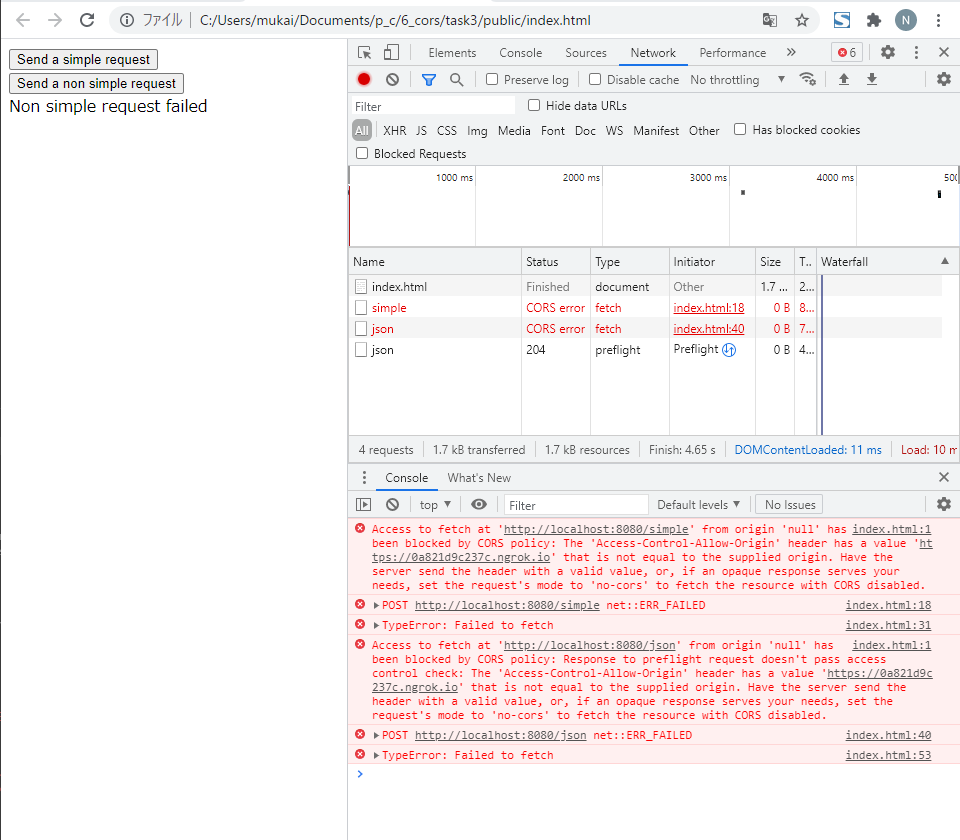 ファイル | C:/Users/mukai/Documents/p_c/6_cors/task3/public/index.html N
Send a simple request
Send a non simple request
Non simple request failed
Elements Console Sources Network Performance » 6
Preserve log Disable cache No throttling
Filter Hide data URLs
All XHR JS CSS Img Media Font Doc WS Manifest Other Has blocked cookies
Blocked Requests
1000 ms 2000 ms 3000 ms 4000 ms 500
Name Status Type Initiator Size T.. Waterfall
index.html Finished document Other 1.7 ... 2...
simple CORS error fetch index.html:18 0 B 8...
json CORS error fetch index.html:40 0 B 7...
json 204 preflight Preflight 0 B 4...
4 requests 1.7 kB transferred 1.7 kB resources Finish: 4.65 s DOMContentLoaded: 11 ms Load: 10 m
Console What's New
top Filter Default levels No Issues
Access to fetch at 'http://localhost:8080/simple' from origin 'null' has index.html:1
been blocked by CORS policy: The 'Access-Control-Allow-Origin' header has a value 'ht
tps://0a821d9c237c.ngrok.io' that is not equal to the supplied origin. Have the
server send the header with a valid value, or, if an opaque response serves your
needs, set the request's mode to 'no-cors' to fetch the resource with CORS disabled.
POST http://localhost:8080/simple net::ERR_FAILED index.html:18
TypeError: Failed to fetch index.html:31
Access to fetch at 'http://localhost:8080/json' from origin 'null' has index.html:1
been blocked by CORS policy: Response to preflight request doesn't pass access
control check: The 'Access-Control-Allow-Origin' header has a value 'https://0a821d9c
237c.ngrok.io' that is not equal to the supplied origin. Have the server send the
header with a valid value, or, if an opaque response serves your needs, set the
request's mode to 'no-cors' to fetch the resource with CORS disabled.
POST http://localhost:8080/json net::ERR_FAILED index.html:40
TypeError: Failed to fetch index.html:53